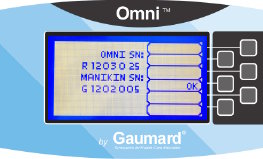 Omni™
OMNI SN:
R1203025
MANIKIN SN:
G1202005
OK
by Gaumard®